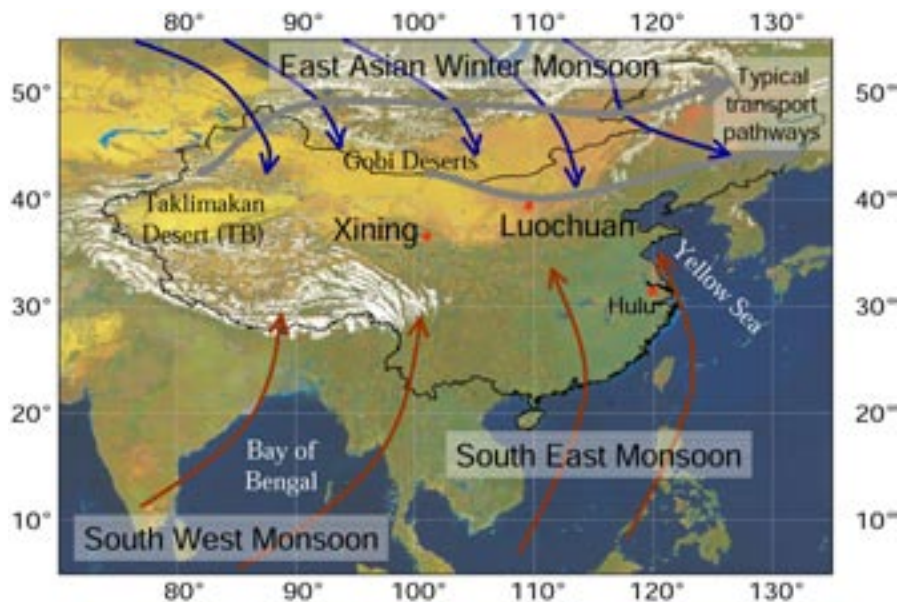 80° 90° 100° 110° 120° 130°
East Asian Winter Monsoon
Typical
transport
pathways
50° 50°
Gobi Deserts
40° 40°
Taklimakan
Desert (TB)
Xining
Luochuan
Yellow Sea
30° 30°
Hulu
20° 20°
Bay of
Bengal
South East Monsoon
10° 10°
South West Monsoon
80° 90° 100° 110° 120° 130°